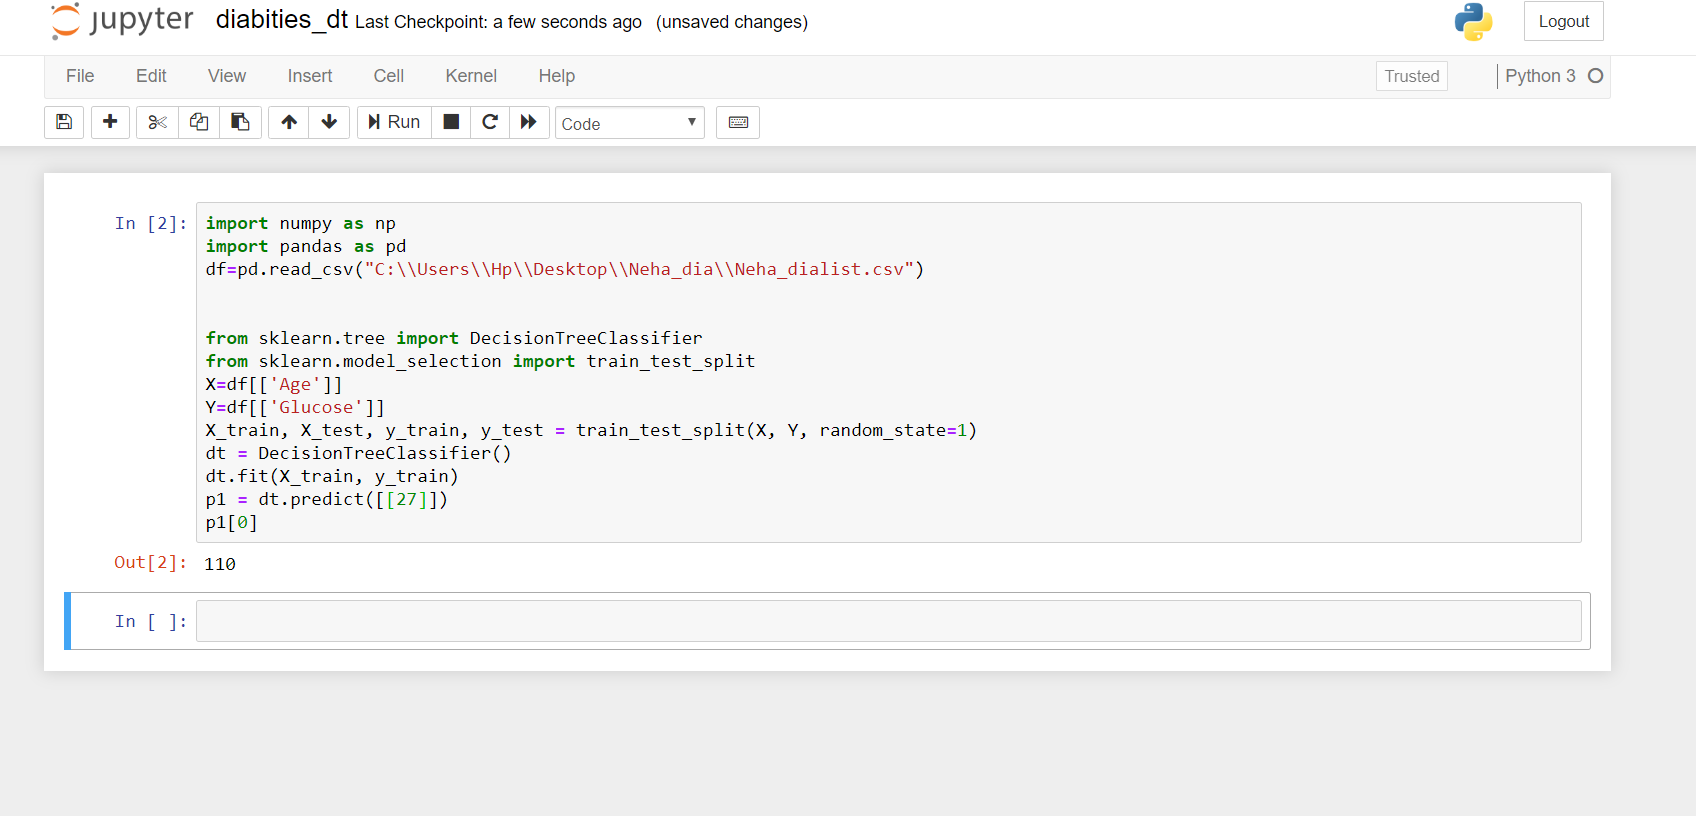 jupyter diabities_dt Last Checkpoint: a few seconds ago (unsaved changes) Logout
File Edit View Insert Cell Kernel Help Trusted Python 3
Run Code
In [2]: import numpy as np
import pandas as pd
df=pd.read_csv("C:\\Users\\Hp\\Desktop\\Neha_dia\\Neha_dialist.csv")
from sklearn.tree import DecisionTreeClassifier
from sklearn.model_selection import train_test_split
X=df[['Age']]
Y=df[['Glucose']]
X_train, X_test, y_train, y_test = train_test_split(X, Y, random_state=1)
dt = DecisionTreeClassifier()
dt.fit(X_train, y_train)
p1 = dt.predict([[27]])
p1[0]
Out[2]: 110
In [ ]: